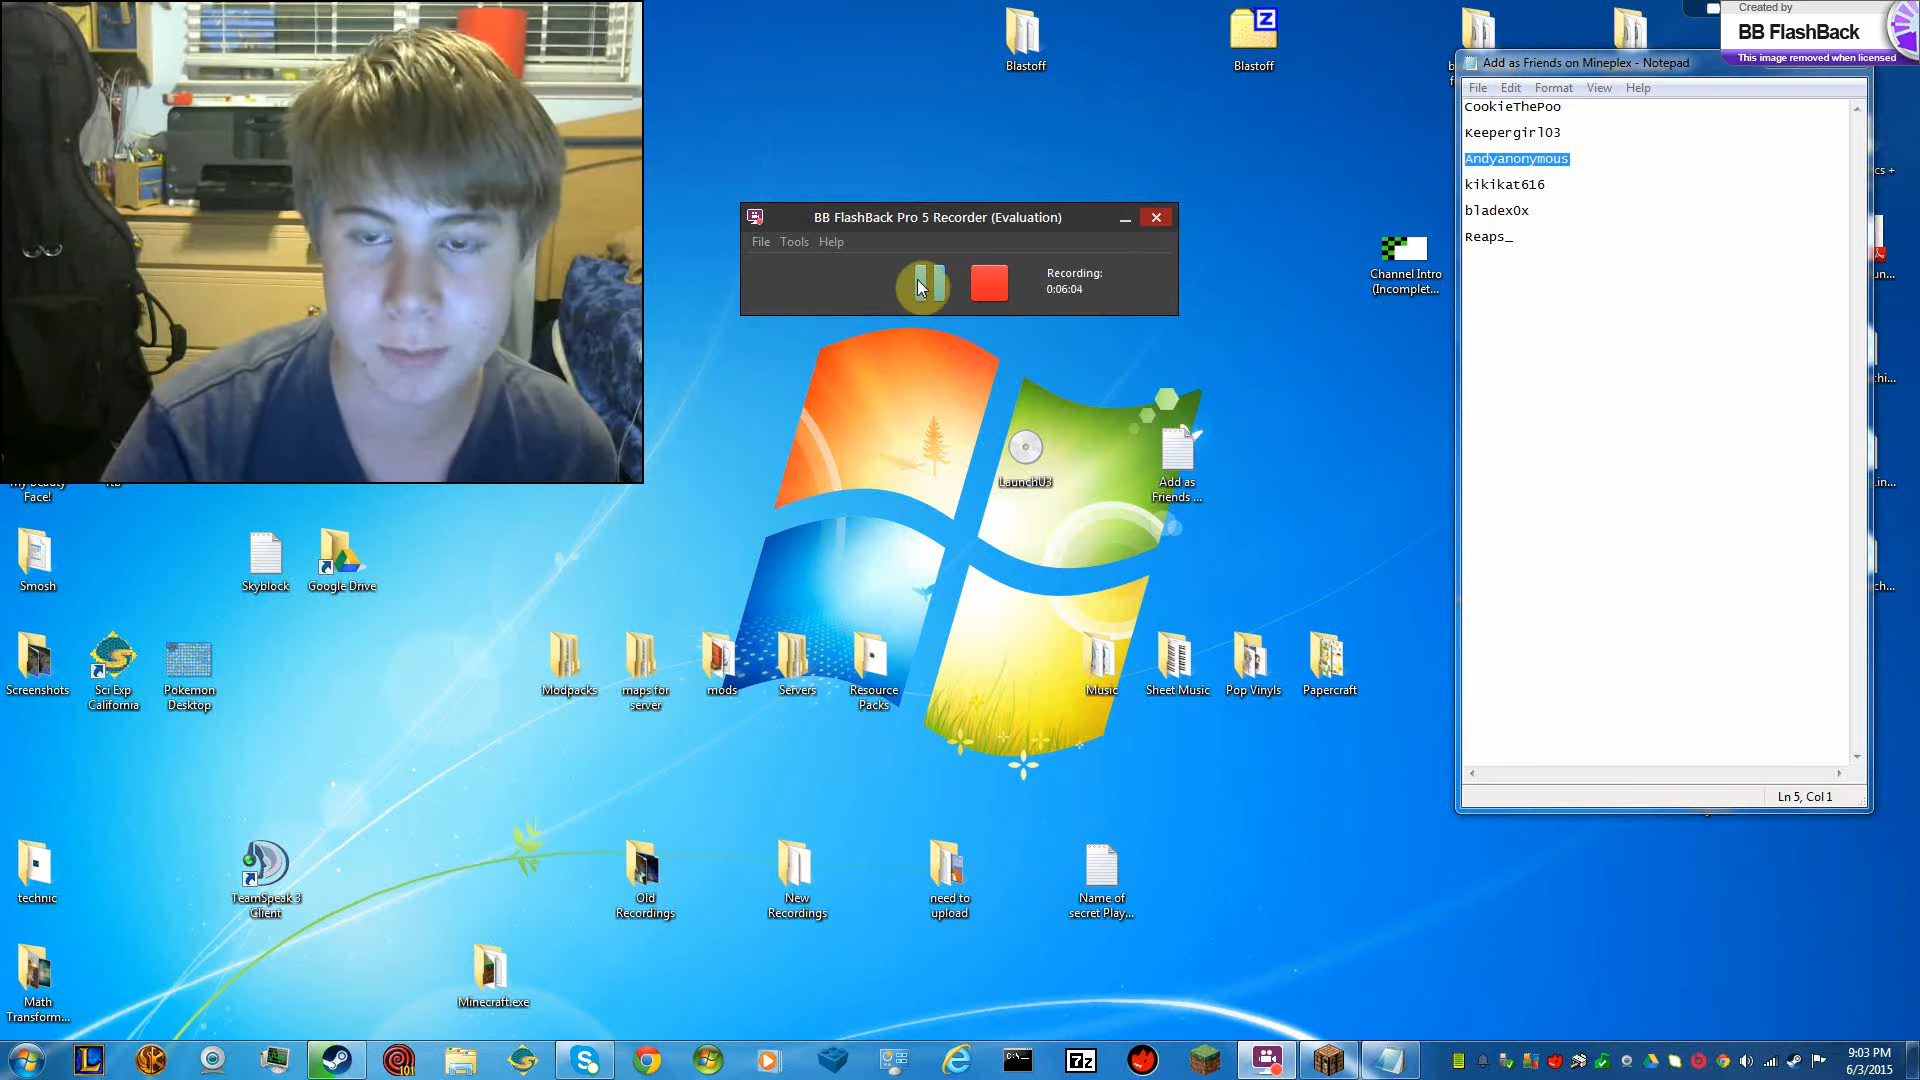 Blastoff
Blastoff
Created by
BB FlashBack
This image removed when licensed
Add as Friends on Mineplex - Notepad
File Edit Format View Help
CookieThePoo
Keepergirl03
Andyanonymous
kikikat616
bladex0x
Reaps_
Ln 5, Col 1
BB FlashBack Pro 5 Recorder (Evaluation)
File Tools Help
Recording:
0:06:04
Channel Intro
(Incomplet...
LaunchU3
Add as
Friends ...
My Beauty
Face!
Smosh
Skyblock
Google Drive
Screenshots
Sci Exp
California
Pokemon
Desktop
Modpacks
maps for
server
mods
Servers
Resource
Packs
Music
Sheet Music
Pop Vinyls
Papercraft
technic
TeamSpeak 3
Client
Old
Recordings
New
Recordings
need to
upload
Name of
secret Play...
Math
Transform...
Minecraft.exe
9:03 PM
6/3/2015